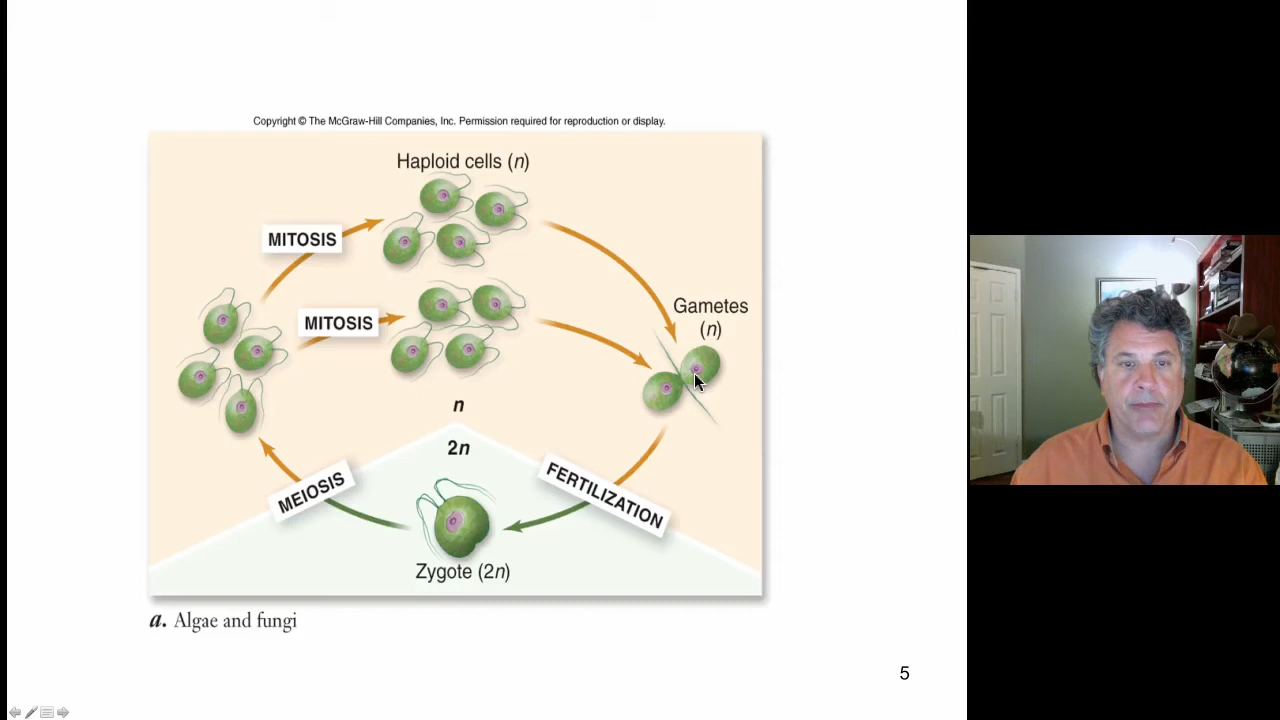 Copyright © The McGraw-Hill Companies, Inc. Permission required for reproduction or display.
Haploid cells (n)
MITOSIS
MITOSIS
Gametes
(n)
n
2n
MEIOSIS
FERTILIZATION
Zygote (2n)
a. Algae and fungi
5